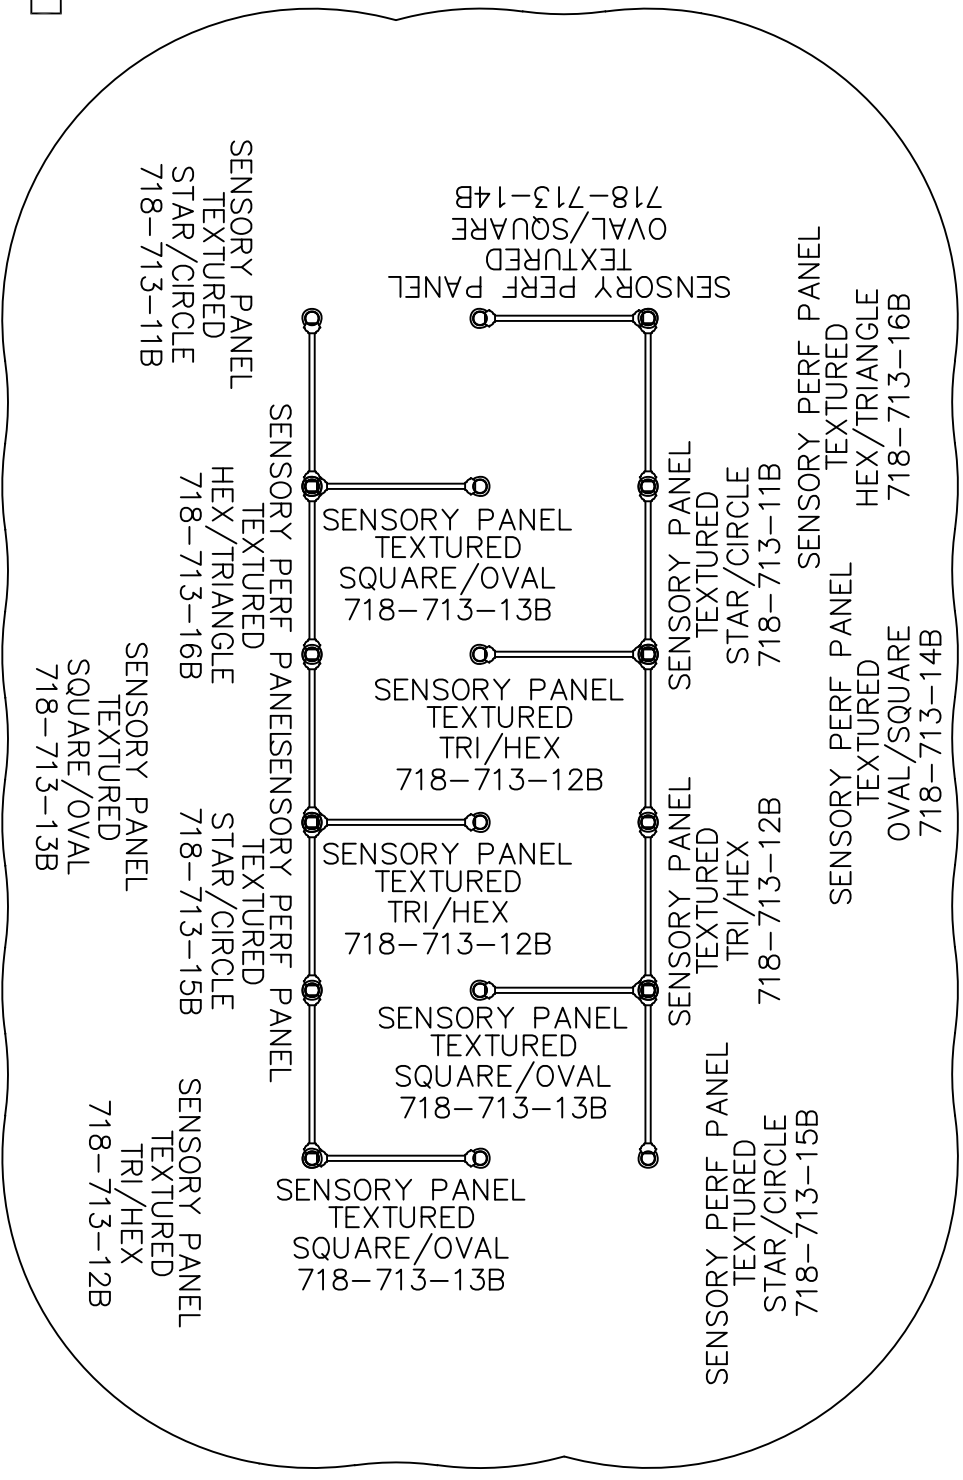 SENSORY PANEL
TEXTURED
STAR/CIRCLE
718-713-11B
SENSORY PERF PANEL
TEXTURED
OVAL/SQUARE
718-713-14B
SENSORY PERF PANEL
TEXTURED
HEX/TRIANGLE
718-713-16B
SENSORY PERF PANEL
TEXTURED
HEX/TRIANGLE
718-713-16B
SENSORY PANEL
TEXTURED
SQUARE/OVAL
718-713-13B
SENSORY PANEL
TEXTURED
STAR/CIRCLE
718-713-11B
SENSORY PANEL
TEXTURED
SQUARE/OVAL
718-713-13B
SENSORY PANEL
TEXTURED
TRI/HEX
718-713-12B
SENSORY PERF PANEL
TEXTURED
OVAL/SQUARE
718-713-14B
SENSORY PERF PANEL
TEXTURED
STAR/CIRCLE
718-713-15B
SENSORY PANEL
TEXTURED
TRI/HEX
718-713-12B
SENSORY PANEL
TEXTURED
TRI/HEX
718-713-12B
SENSORY PANEL
TEXTURED
SQUARE/OVAL
718-713-13B
SENSORY PANEL
TEXTURED
TRI/HEX
718-713-12B
SENSORY PANEL
TEXTURED
SQUARE/OVAL
718-713-13B
SENSORY PERF PANEL
TEXTURED
STAR/CIRCLE
718-713-15B